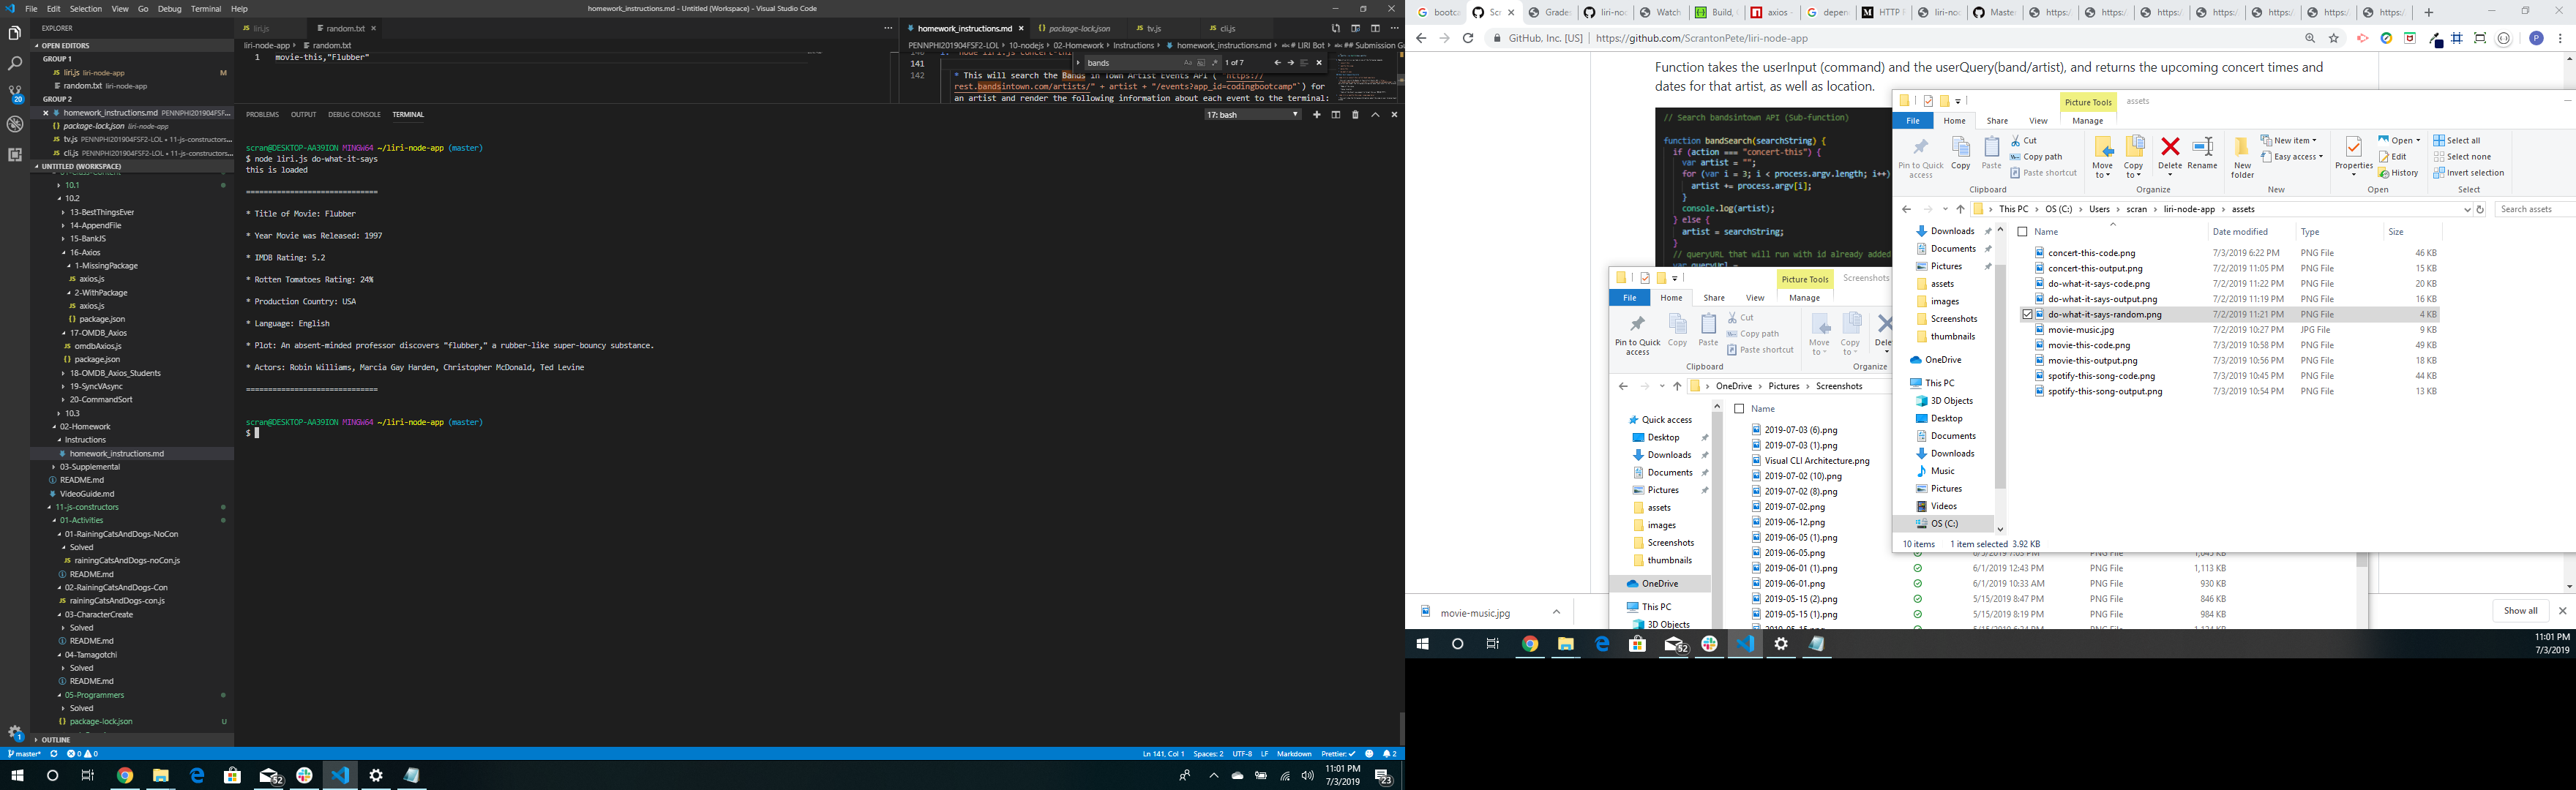 File Edit Selection View Go Debug Terminal Help
homework_instructions.md - Untitled (Workspace) - Visual Studio Code
EXPLORER
OPEN EDITORS
GROUP 1
liri.js liri-node-app M
random.txt liri-node-app
GROUP 2
homework_instructions.md PENNPHI201904FSF...
package-lock.json liri-node-app
tv.js PENNPHI201904FSF2-LOL • 11-js-constructors...
cli.js PENNPHI201904FSF2-LOL • 11-js-constructors...
UNTITLED (WORKSPACE)
01-Class-Content
10.1
10.2
13-BestThingsEver
14-AppendFile
15-BankJS
16-Axios
1-MissingPackage
axios.js
2-WithPackage
axios.js
package.json
17-OMDB_Axios
omdbAxios.js
package.json
18-OMDB_Axios_Students
19-SyncVAsync
20-CommandSort
10.3
02-Homework
Instructions
homework_instructions.md
03-Supplemental
README.md
VideoGuide.md
11-js-constructors
01-Activities
01-RainingCatsAndDogs-NoCon
Solved
rainingCatsAndDogs-noCon.js
README.md
02-RainingCatsAndDogs-Con
rainingCatsAndDogs-con.js
03-CharacterCreate
Solved
README.md
04-Tamagotchi
Solved
README.md
05-Programmers
Solved
package-lock.json U
OUTLINE
liri.js random.txt
liri-node-app random.txt
1 movie-this,"Flubber"
homework_instructions.md package-lock.json tv.js cli.js
PENNPHI201904FSF2-LOL 10-nodejs 02-Homework Instructions homework_instructions.md # LIRI Bot ## Submission Gu
bands 1 of 7
141
142 * This will search the Bands in Town Artist Events API (`"https://
rest.bandsintown.com/artists/" + artist + "/events?app_id=codingbootcamp"`) for
an artist and render the following information about each event to the terminal:
PROBLEMS OUTPUT DEBUG CONSOLE TERMINAL 17: bash
scran@DESKTOP-AA39ION MINGW64 ~/liri-node-app (master)
$ node liri.js do-what-it-says
this is loaded
==============================
* Title of Movie: Flubber
* Year Movie was Released: 1997
* IMDB Rating: 5.2
* Rotten Tomatoes Rating: 24%
* Production Country: USA
* Language: English
* Plot: An absent-minded professor discovers "flubber," a rubber-like super-bouncy substance.
* Actors: Robin Williams, Marcia Gay Harden, Christopher McDonald, Ted Levine
==============================
scran@DESKTOP-AA39ION MINGW64 ~/liri-node-app (master)
$
master* 0 0 Ln 141, Col 1 Spaces: 2 UTF-8 LF Markdown Prettier: ✓ 2
52 11:01 PM
7/3/2019 23
bootca Scr Grade: liri-no Watch Build, axios - depen HTTP liri-no Maste https: https: https: https: https: https: https:
GitHub, Inc. [US] | https://github.com/ScrantonPete/liri-node-app
Function takes the userInput (command) and the userQuery(band/artist), and returns the upcoming concert times and
dates for that artist, as well as location.
// Search bandsintown API (Sub-function)
function bandSearch(searchString) {
if (action === "concert-this") {
var artist = "";
for (var i = 3; i < process.argv.length; i++)
artist += process.argv[i];
}
console.log(artist);
} else {
artist = searchString;
}
// queryURL that will run with id already added
var queryUrl =
Picture Tools assets
File Home Share View Manage
Pin to Quick access Copy Paste Cut Copy path Paste shortcut Move to Copy to Delete Rename New folder New item Easy access Properties Open Edit History Select all Select none Invert selection
Clipboard Organize New Open Select
This PC OS (C:) Users scran liri-node-app assets Search assets
Downloads
Documents
Pictures
assets
images
Screenshots
thumbnails
OneDrive
This PC
3D Objects
Desktop
Documents
Downloads
Music
Pictures
Videos
OS (C:)
Name Date modified Type Size
concert-this-code.png 7/3/2019 6:22 PM PNG File 46 KB
concert-this-output.png 7/2/2019 11:05 PM PNG File 15 KB
do-what-it-says-code.png 7/2/2019 11:22 PM PNG File 20 KB
do-what-it-says-output.png 7/2/2019 11:19 PM PNG File 16 KB
do-what-it-says-random.png 7/2/2019 11:21 PM PNG File 4 KB
movie-music.jpg 7/2/2019 10:27 PM JPG File 9 KB
movie-this-code.png 7/3/2019 10:58 PM PNG File 49 KB
movie-this-output.png 7/3/2019 10:56 PM PNG File 18 KB
spotify-this-song-code.png 7/3/2019 10:45 PM PNG File 44 KB
spotify-this-song-output.png 7/3/2019 10:54 PM PNG File 13 KB
10 items 1 item selected 3.92 KB
Picture Tools Screenshots
File Home Share View Manage
Pin to Quick access Copy Paste Cut Copy path Paste shortcut Move to Copy to Delet
Clipboard Organize
OneDrive Pictures Screenshots
Quick access
Desktop
Downloads
Documents
Pictures
assets
images
Screenshots
thumbnails
OneDrive
This PC
3D Objects
Name
2019-07-03 (6).png
2019-07-03 (1).png
Visual CLI Architecture.png
2019-07-02 (10).png
2019-07-02 (8).png
2019-07-02.png
2019-06-12.png
2019-06-05 (1).png
2019-06-05.png
2019-06-01 (1).png 6/1/2019 12:43 PM PNG File 1,113 KB
2019-06-01.png 6/1/2019 10:33 AM PNG File 930 KB
2019-05-15 (2).png 5/15/2019 8:47 PM PNG File 846 KB
2019-05-15 (1).png 5/15/2019 8:19 PM PNG File 984 KB
movie-music.jpg Show all
52 11:01 PM
7/3/2019